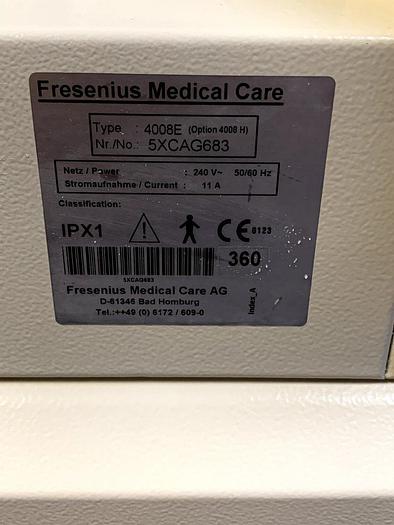 Fresenius Medical Care
Type : 4008E (Option 4008 H)
Nr./No.: 5XCAG683
Netz / Power : 240 V~ 50/60 Hz
Stromaufnahme / Current : 11 A
Classification:
IPX1 CE 0123
360
5XCAG683
Fresenius Medical Care AG
D-61346 Bad Homburg
Tel.:++49 (0) 6172 / 609-0
Index_A